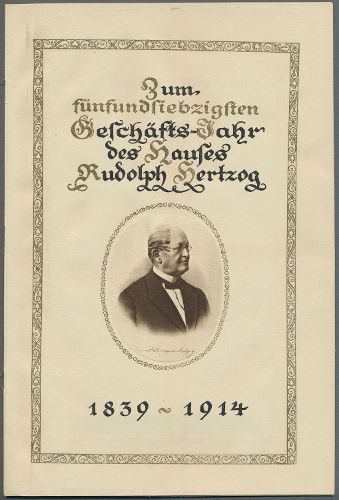 Zum
fünfundsiebzigsten
Geschäfts-Jahr
des Hauses
Rudolph Hertzog
1839 ~ 1914